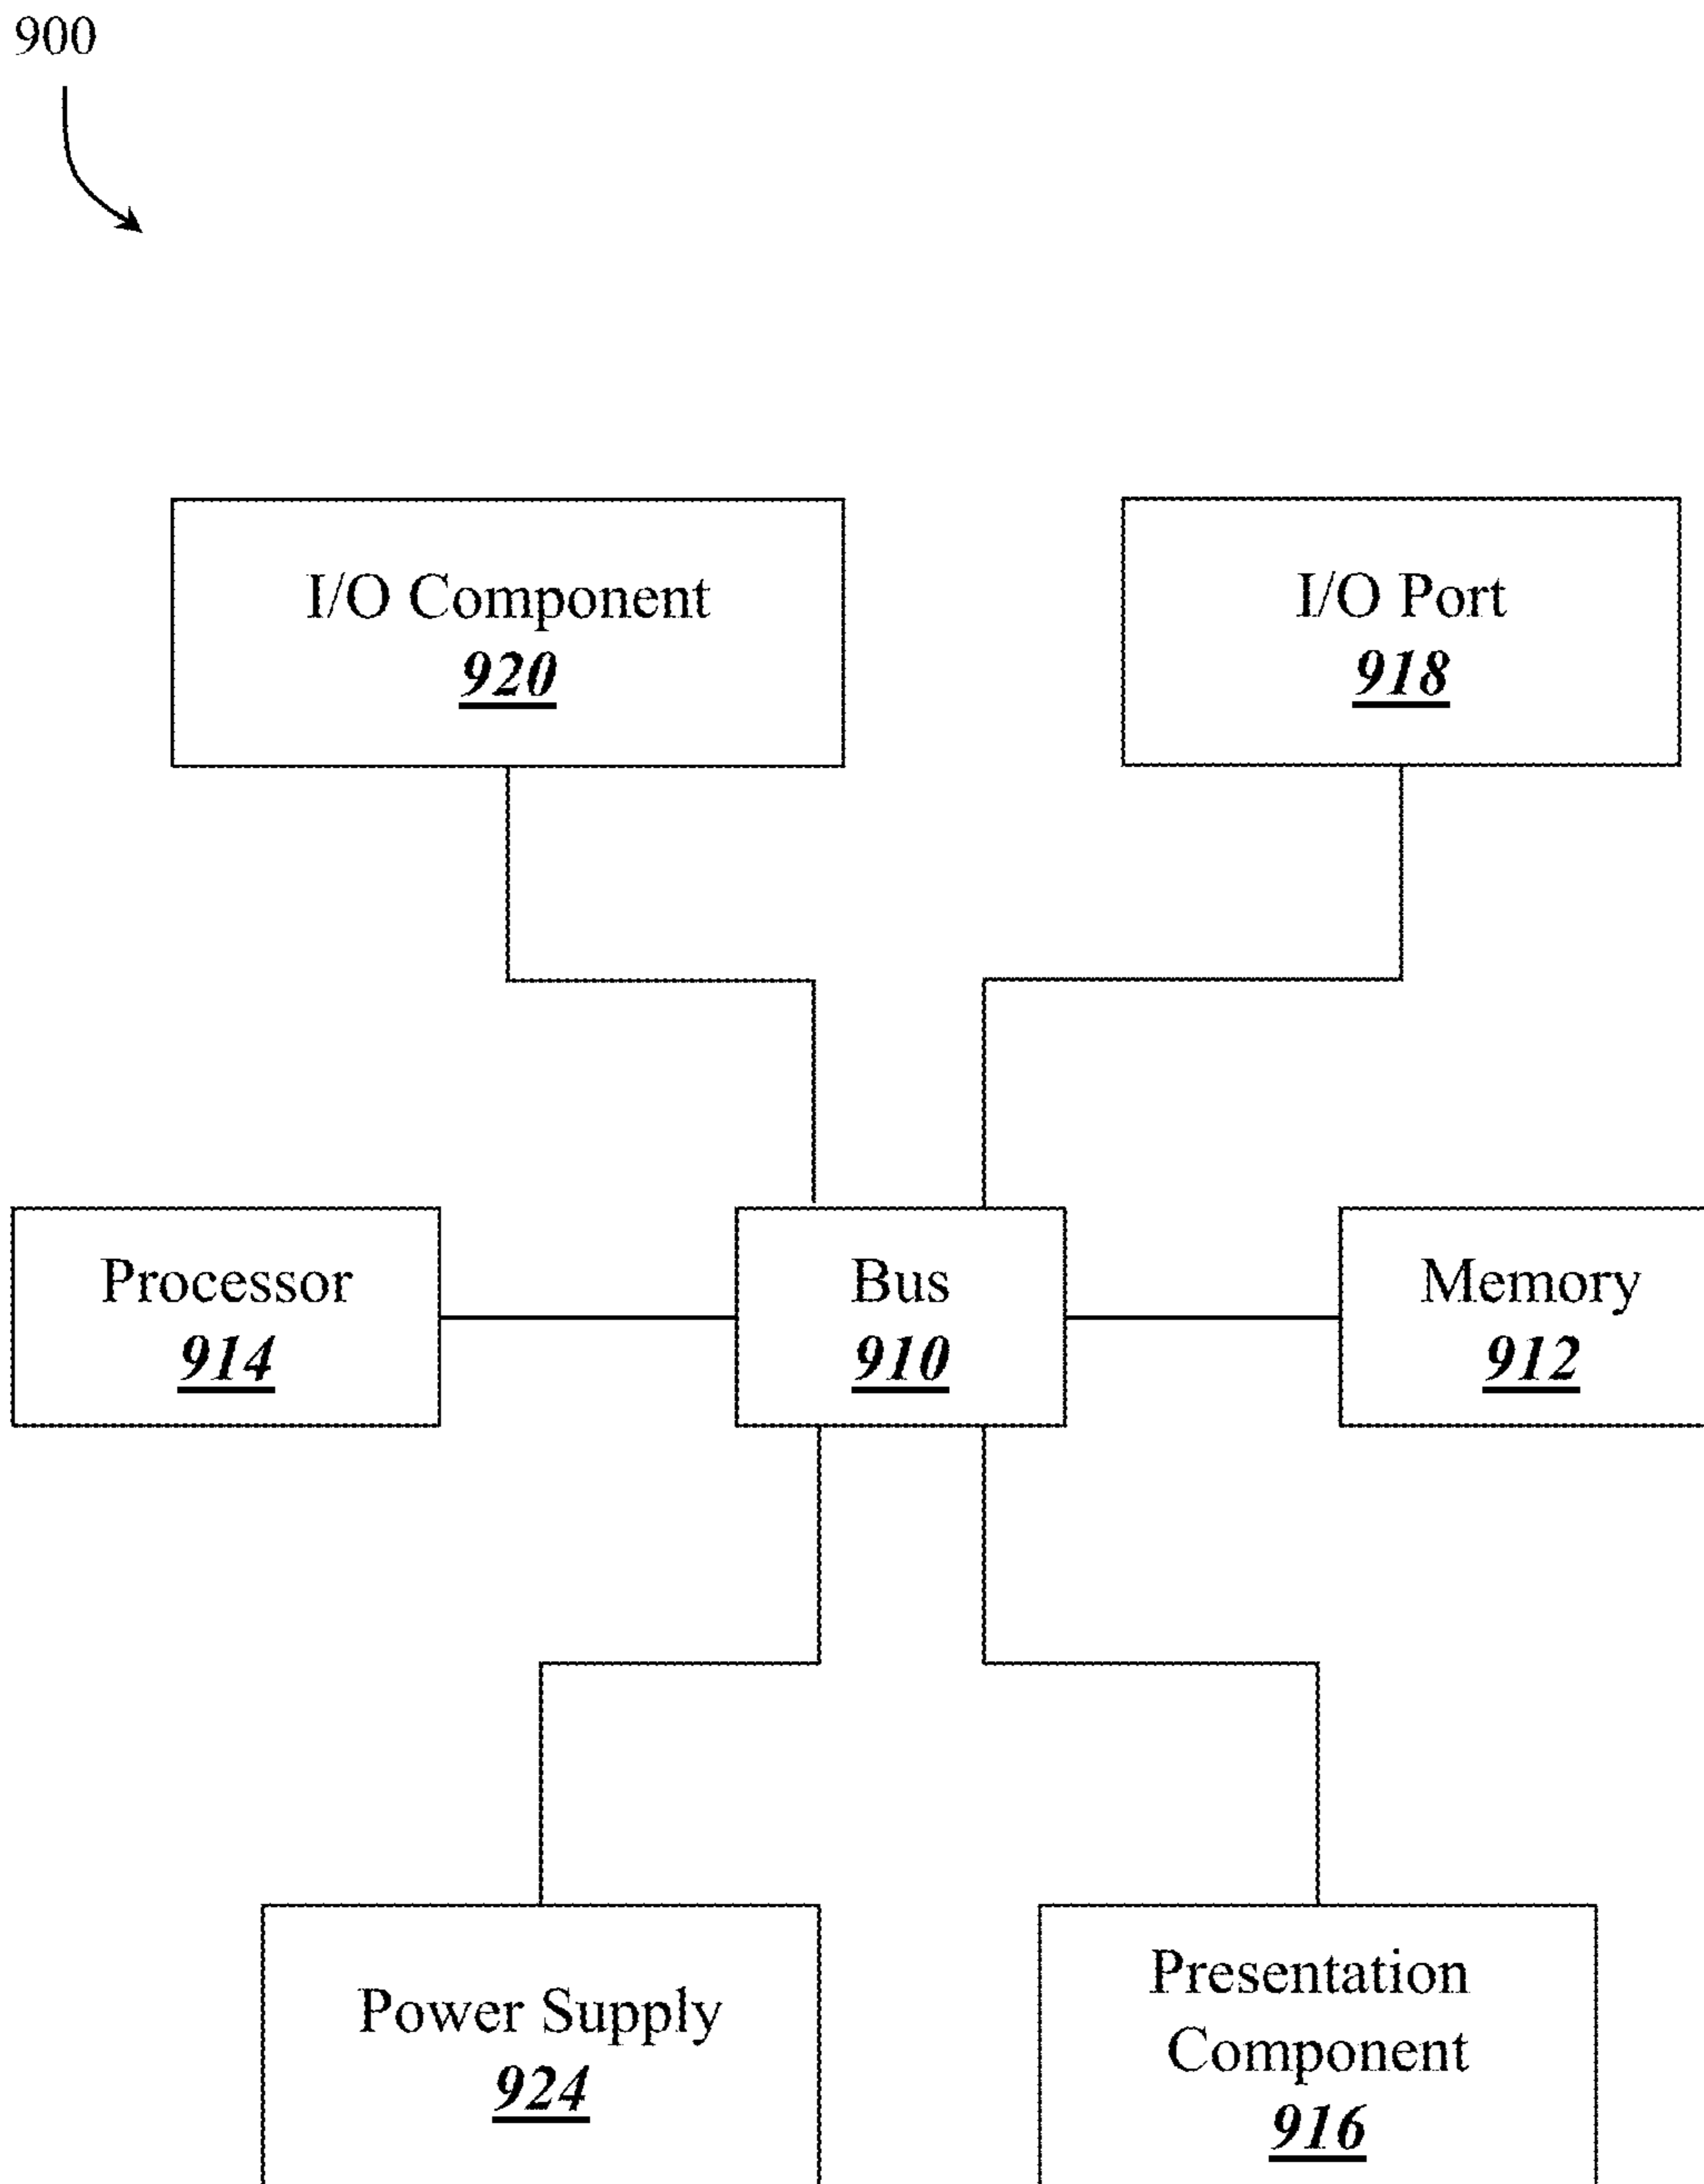 900
I/O Component
920
I/O Port
918
Processor
914
Bus
910
Memory
912
Power Supply
924
Presentation
Component
916